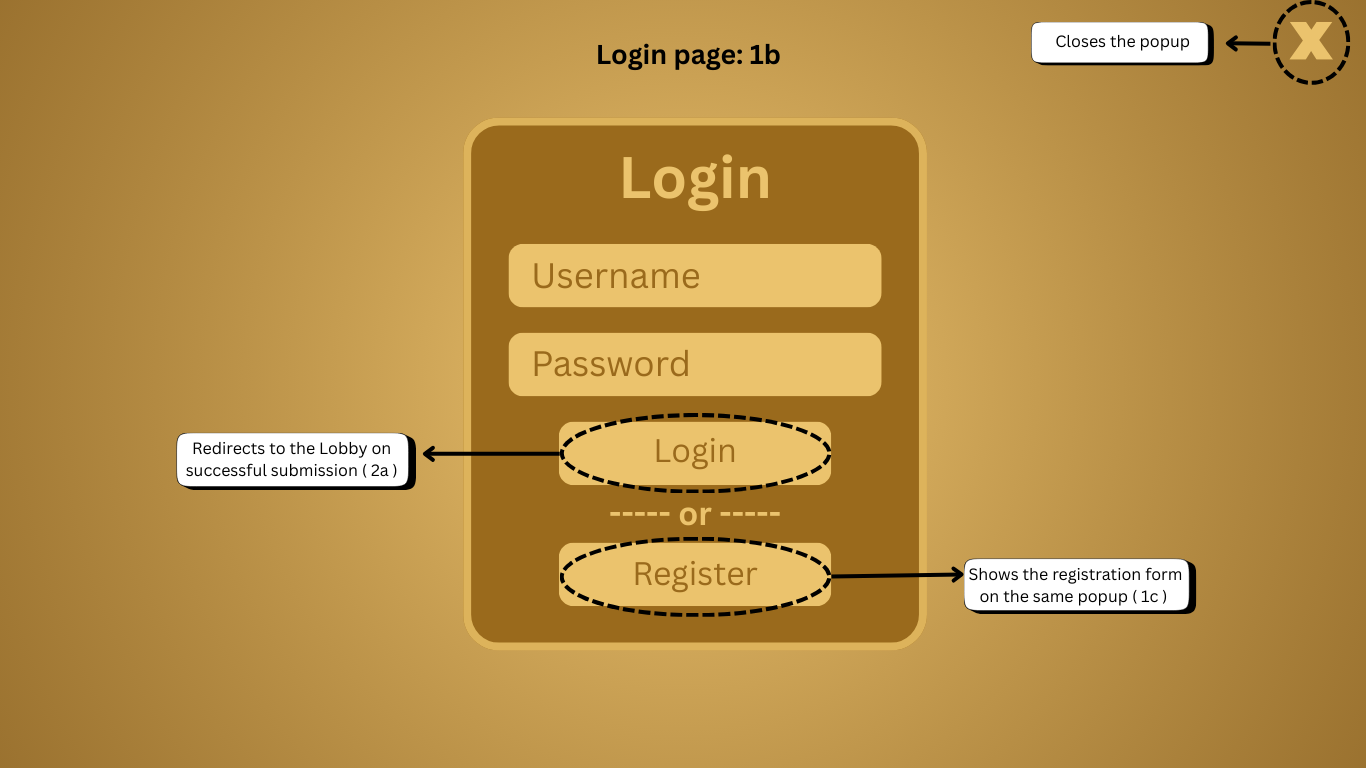 Login page: 1b
Closes the popup
X
Login
Username
Password
Login
Redirects to the Lobby on
successful submission ( 2a )
----- or -----
Register
Shows the registration form
on the same popup ( 1c )